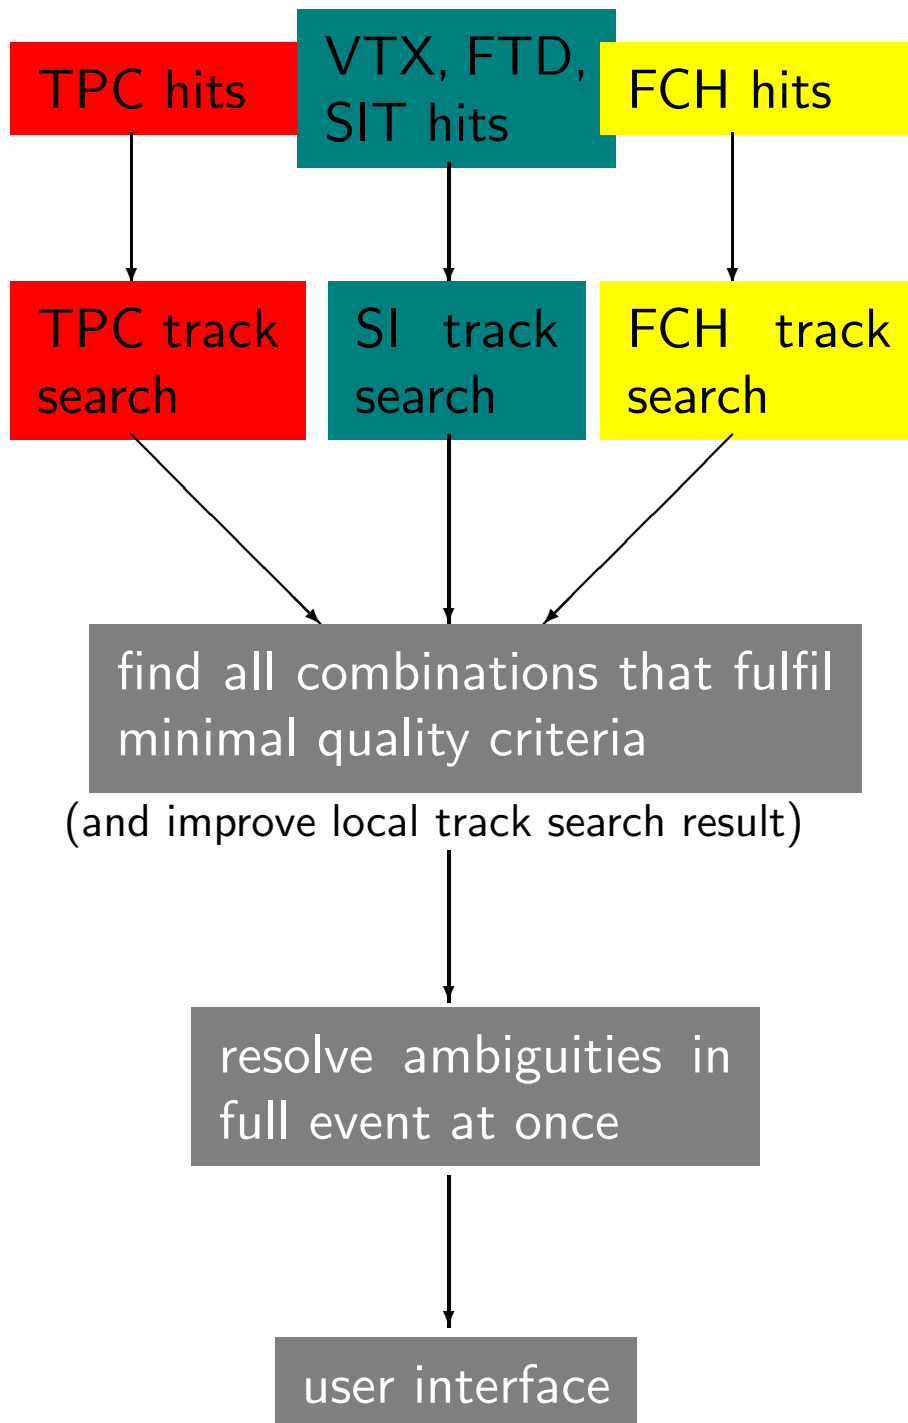 TPC hits
VTX, FTD,
SIT hits
FCH hits
TPC track
search
SI track
search
FCH track
search
find all combinations that fulfil
minimal quality criteria
(and improve local track search result)
resolve ambiguities in
full event at once
user interface